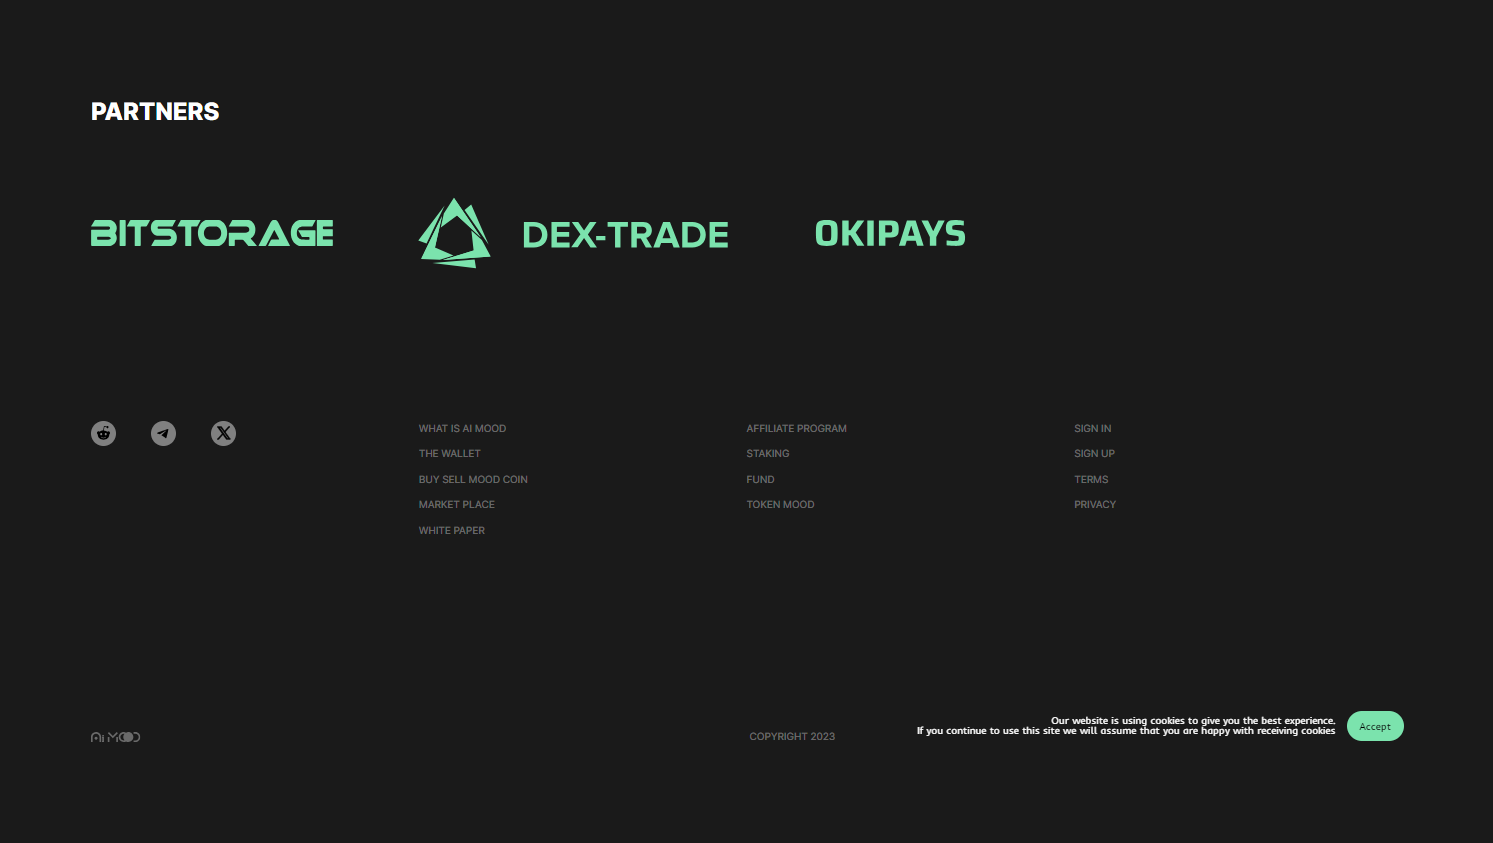 PARTNERS
BITSTORAGE
DEX-TRADE
OKIPAYS
WHAT IS AI MOOD
THE WALLET
BUY SELL MOOD COIN
MARKET PLACE
WHITE PAPER
AFFILIATE PROGRAM
STAKING
FUND
TOKEN MOOD
SIGN IN
SIGN UP
TERMS
PRIVACY
Ai MOOD
COPYRIGHT 2023
Our website is using cookies to give you the best experience.
If you continue to use this site we will assume that you are happy with receiving cookies
Accept